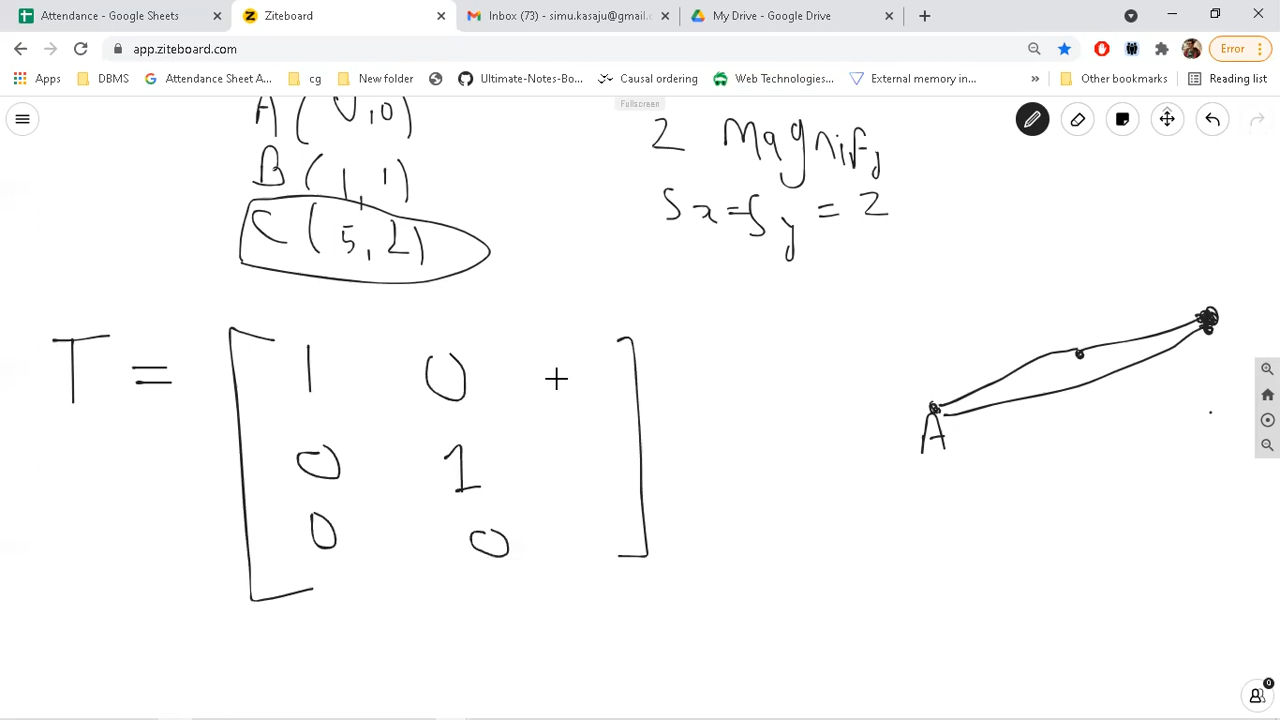 Attendance - Google Sheets
Ziteboard
Inbox (73) - simu.kasaju@gmail.c
My Drive - Google Drive
app.ziteboard.com
Error
Apps
DBMS
Attendance Sheet A...
cg
New folder
Ultimate-Notes-Bo...
Causal ordering
Web Technologies...
External memory in...
»
Other bookmarks
Reading list
Fullscreen
A ( 0,0)
B ( 1,1)
C ( 5,2)
2 Magnify
Sx=Sy = 2
T = [ 1 0
0 1
0 0 ]
A
0